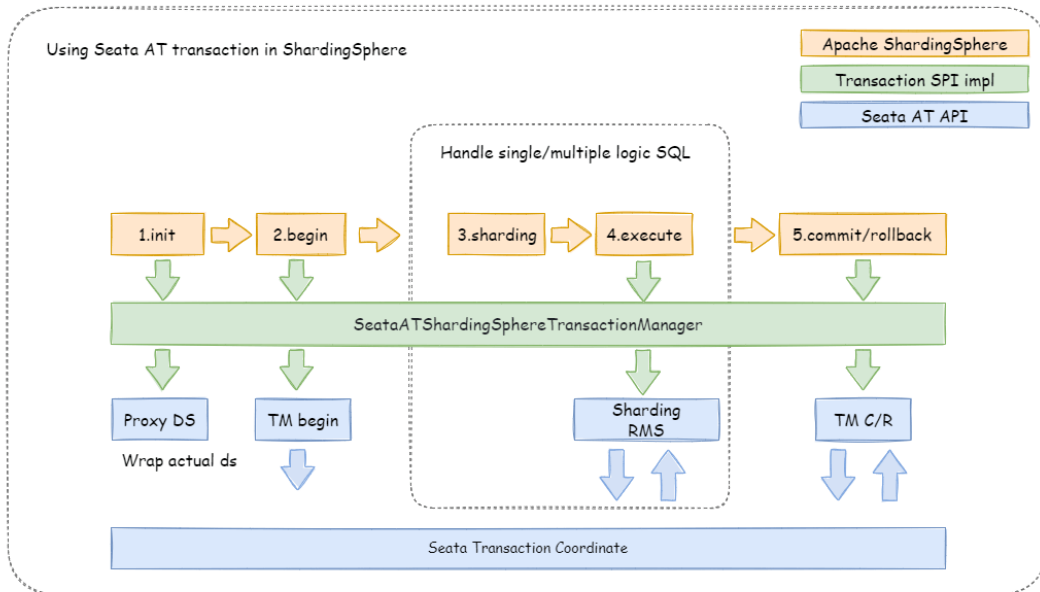 Using Seata AT transaction in ShardingSphere
Apache ShardingSphere
Transaction SPI impl
Seata AT API
Handle single/multiple logic SQL
1.init
2.begin
3.sharding
4.execute
5.commit/rollback
SeataATShardingSphereTransactionManager
Proxy DS
TM begin
Sharding
RMS
TM C/R
Wrap actual ds
Seata Transaction Coordinate